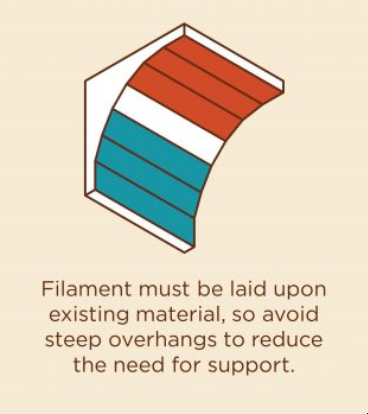 Filament must be laid upon
existing material, so avoid
steep overhangs to reduce
the need for support.